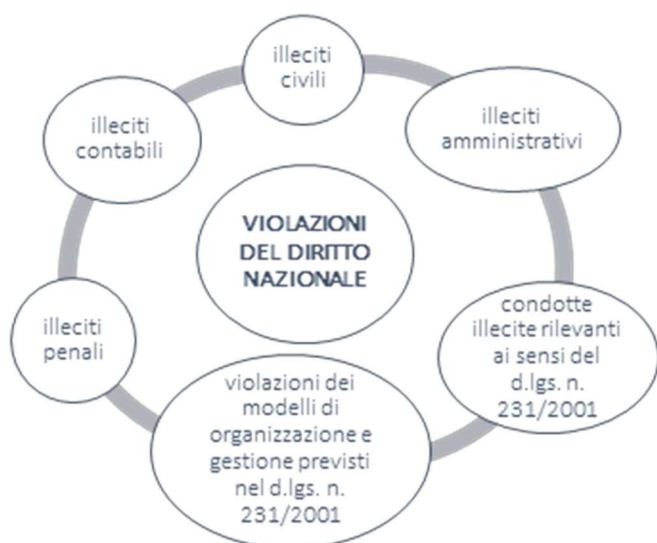 illeciti
civili
illeciti
amministrativi
condotte
illecite rilevanti
ai sensi del
d.lgs. n.
231/2001
violazioni dei
modelli di
organizzazione e
gestione previsti
nel d.lgs. n.
231/2001
illeciti
penali
illeciti
contabili
VIOLAZIONI
DEL DIRITTO
NAZIONALE